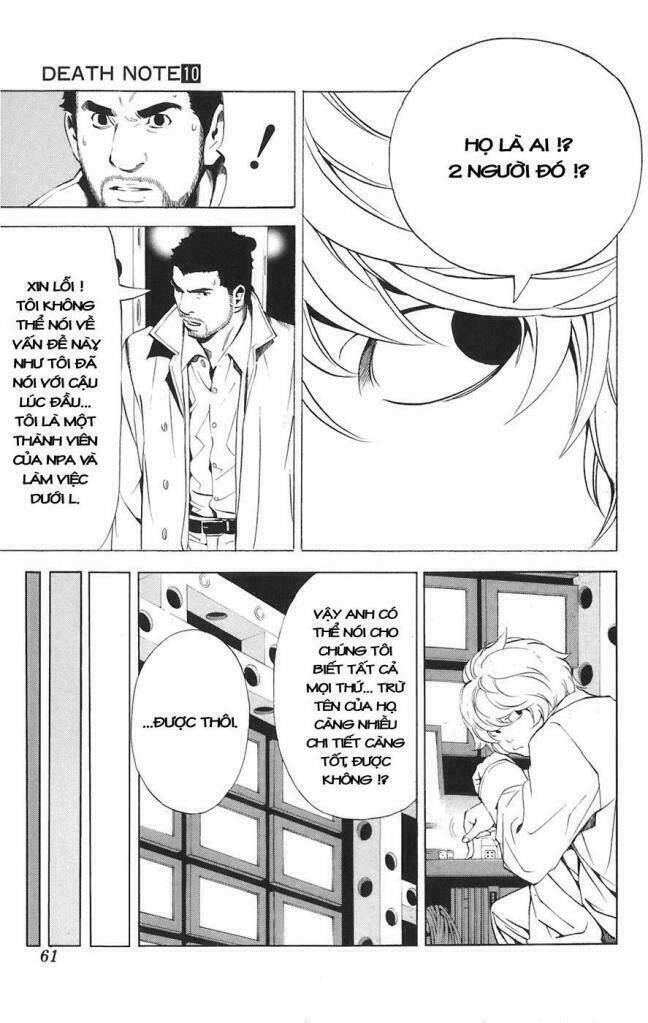 DEATH NOTE 10
HỌ LÀ AI !?
2 NGƯỜI ĐÓ !?
!
XIN LỖI !
TÔI KHÔNG
THỂ NÓI VỀ
VẤN ĐỀ NÀY,
NHƯ TÔI ĐÃ
NÓI VỚI CẬU
LÚC ĐẦU...
TÔI LÀ MỘT
THÀNH VIÊN
CỦA NPA VÀ
LÀM VIỆC
DƯỚI L.
VẬY ANH CÓ
THỂ NÓI CHO
CHÚNG TÔI
BIẾT TẤT CẢ
MỌI THỨ... TRỪ
TÊN CỦA HỌ
CÀNG NHIỀU
CHI TIẾT CÀNG
TỐT, ĐƯỢC
KHÔNG !?
...ĐƯỢC THÔI.
61